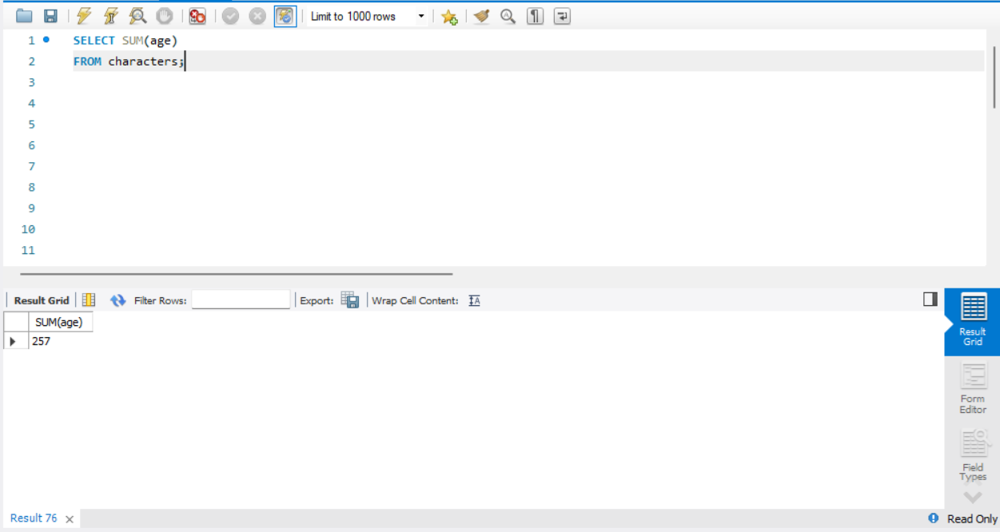 Limit to 1000 rows
1 SELECT SUM(age)
2 FROM characters;
3
4
5
6
7
8
9
10
11
Result Grid Filter Rows: Export: Wrap Cell Content: IA
SUM(age)
257
Result
Grid
Form
Editor
Field
Types
Result 76 x Read Only